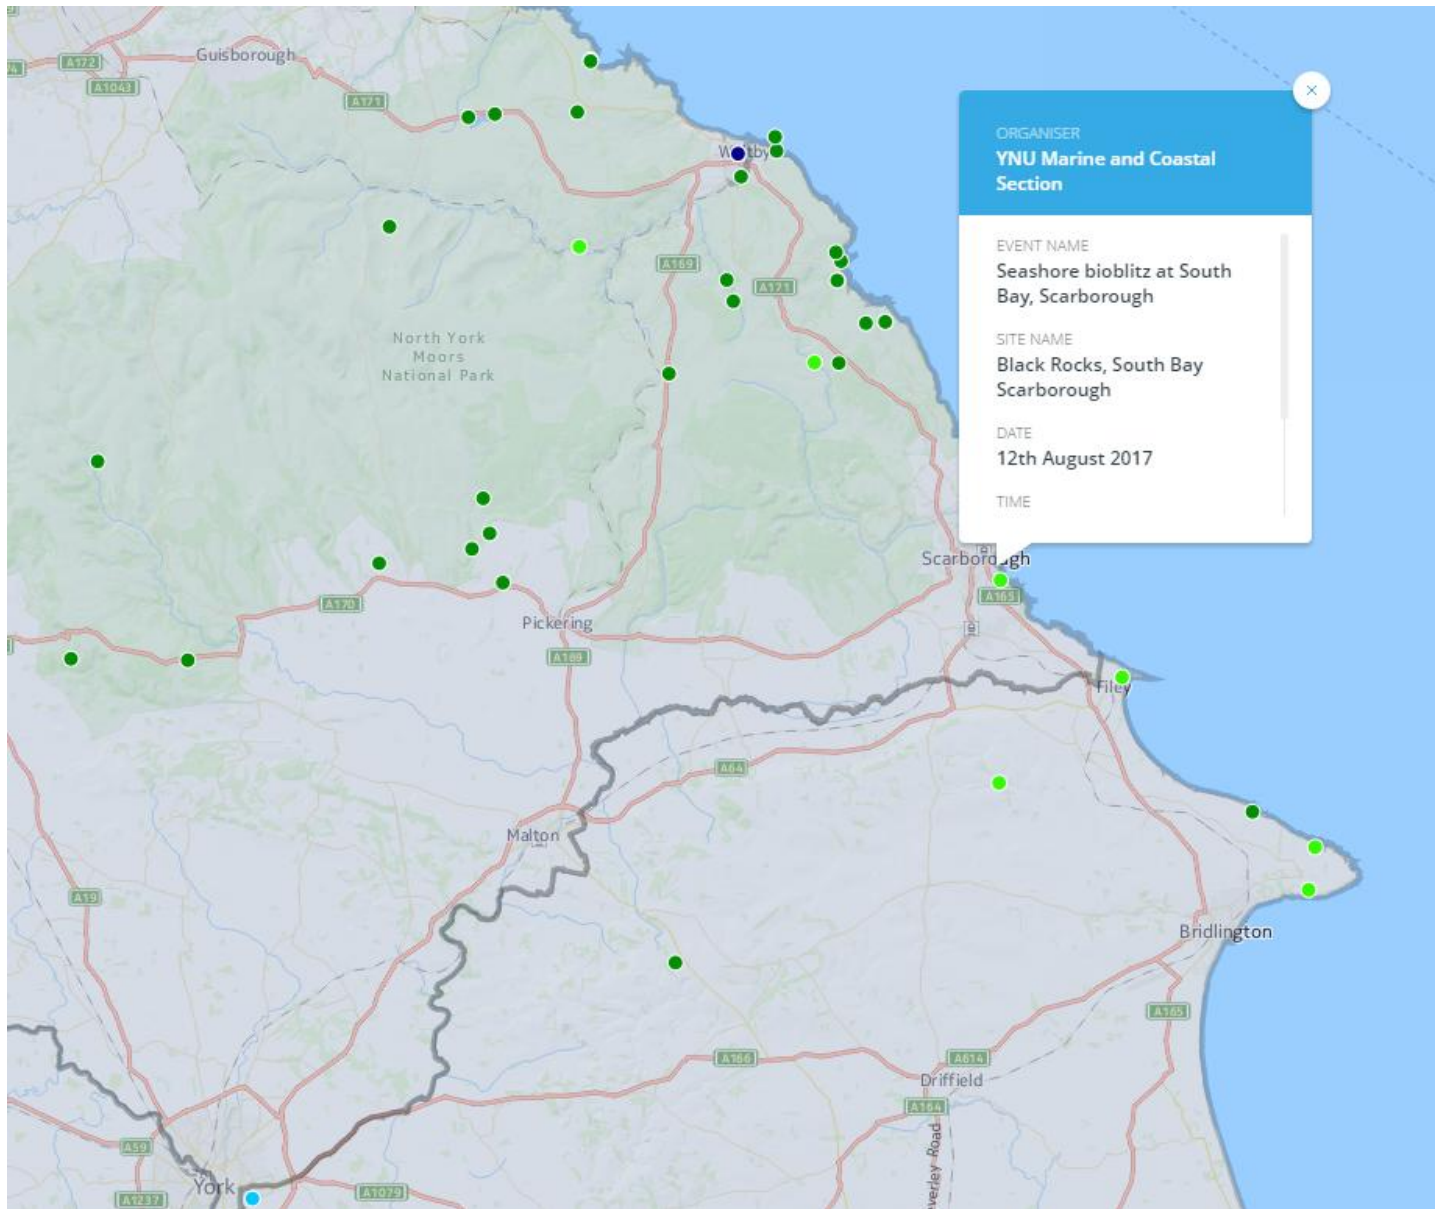 A172
Guisborough
A1043
A171
Whitby
A169
A171
North York
Moors
National Park
ORGANISER
YNU Marine and Coastal
Section
EVENT NAME
Seashore bioblitz at South
Bay, Scarborough
SITE NAME
Black Rocks, South Bay
Scarborough
DATE
12th August 2017
TIME
Scarborough
A165
A170
Pickering
A169
Filey
A64
Malton
A19
Bridlington
A165
A166
A614
Driffield
A164
A59
York
A1237
A1079